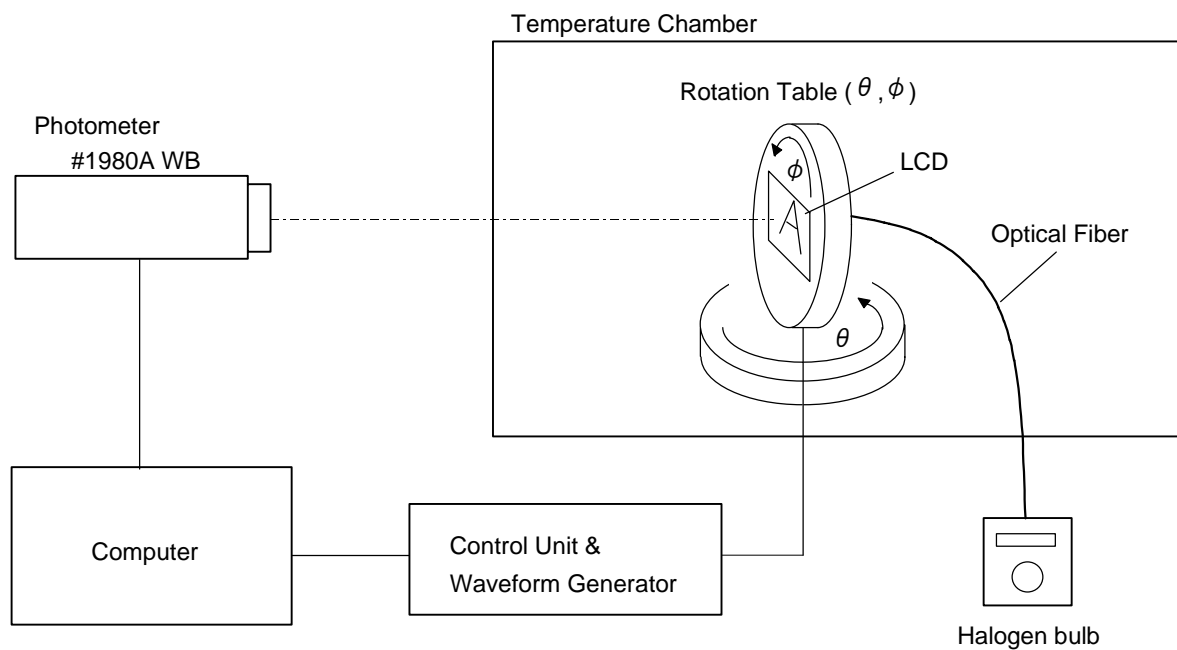 Temperature Chamber
Rotation Table ( θ , φ )
Photometer
#1980A WB
φ
LCD
A
Optical Fiber
θ
Computer
Control Unit &
Waveform Generator
Halogen bulb